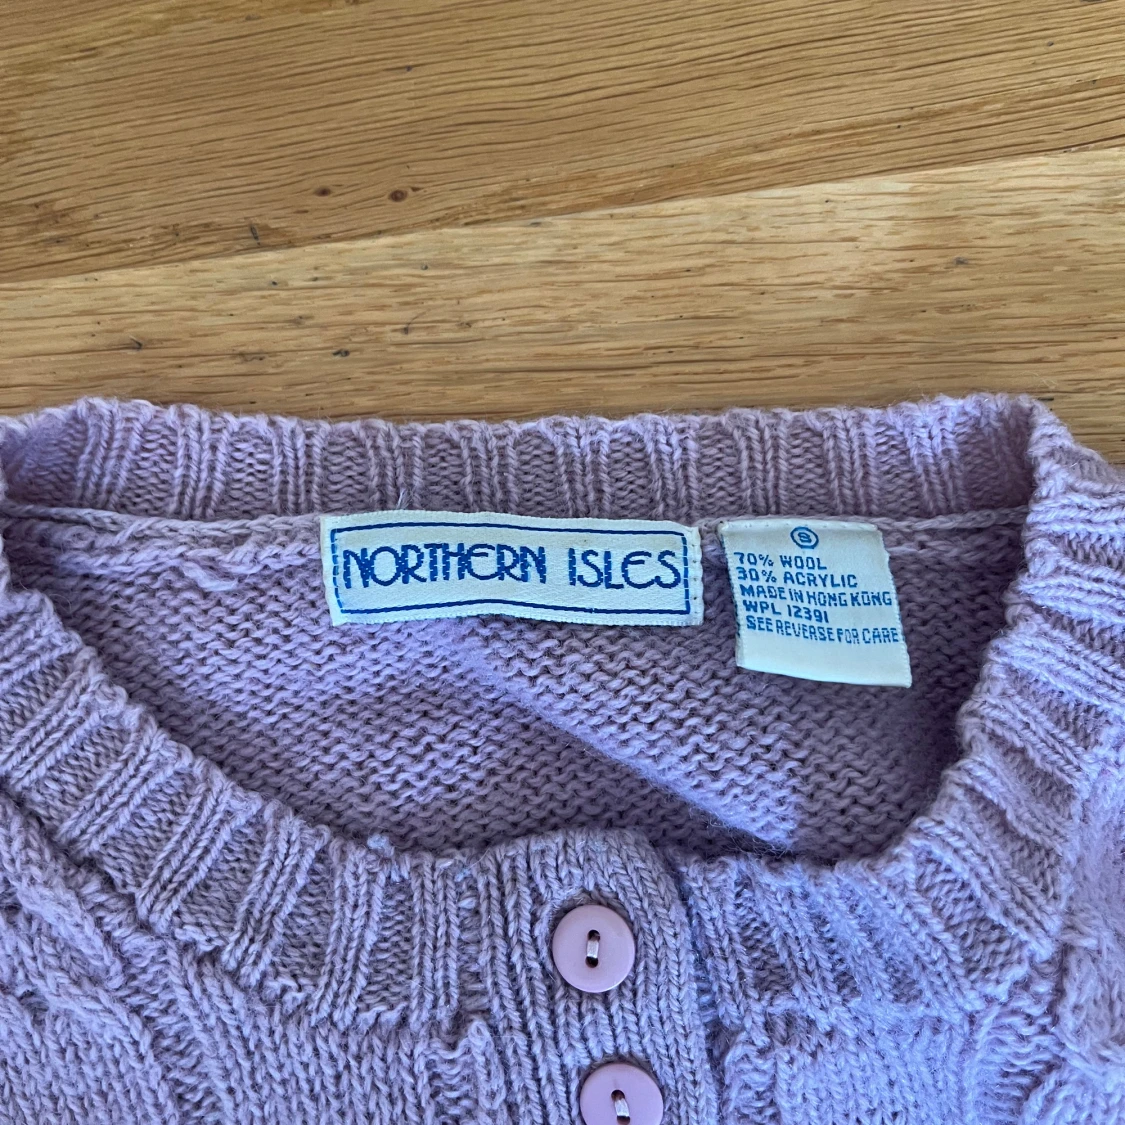 NORTHERN ISLES
S
70% WOOL
30% ACRYLIC
MADE IN HONG KONG
WPL 12391
SEE REVERSE FOR CARE